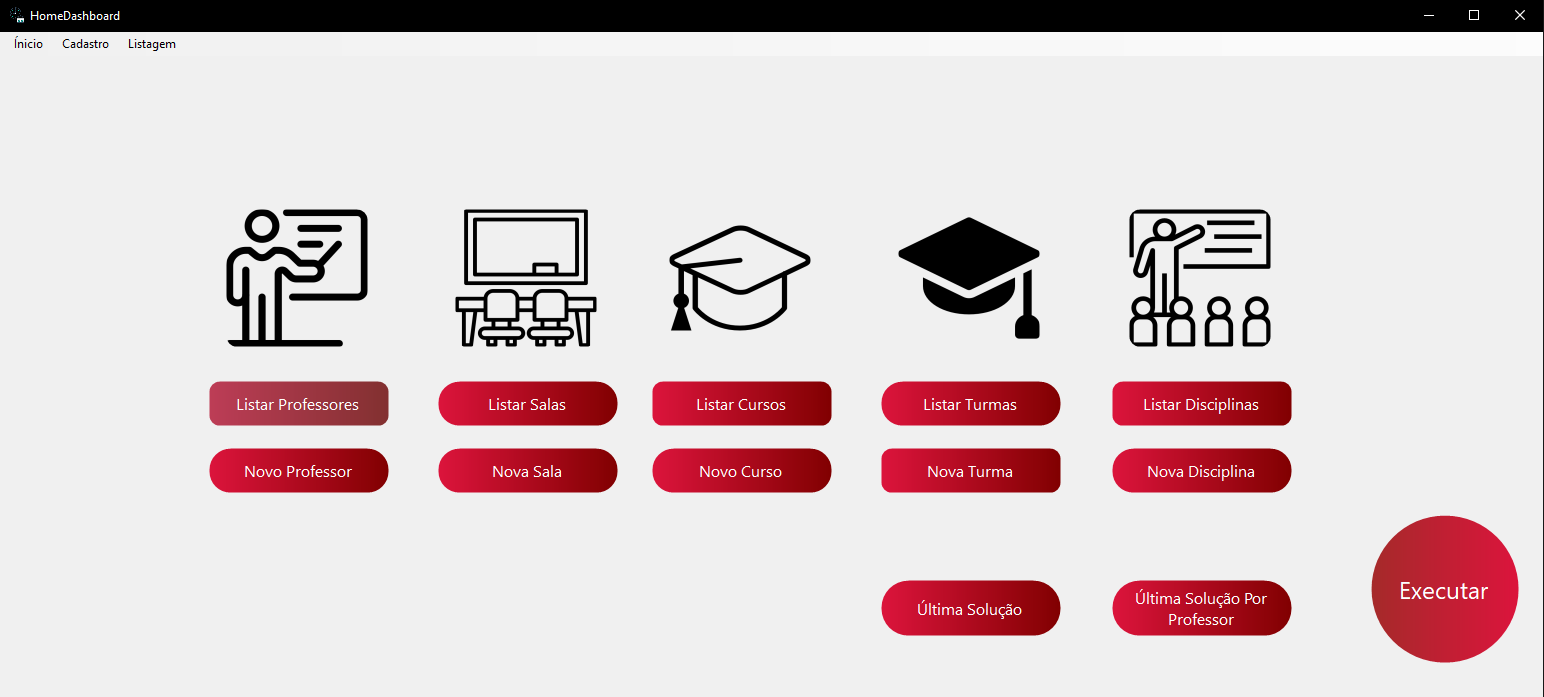 HomeDashboard
Ínicio Cadastro Listagem
Listar Professores
Listar Salas
Listar Cursos
Listar Turmas
Listar Disciplinas
Novo Professor
Nova Sala
Novo Curso
Nova Turma
Nova Disciplina
Última Solução
Última Solução Por
Professor
Executar